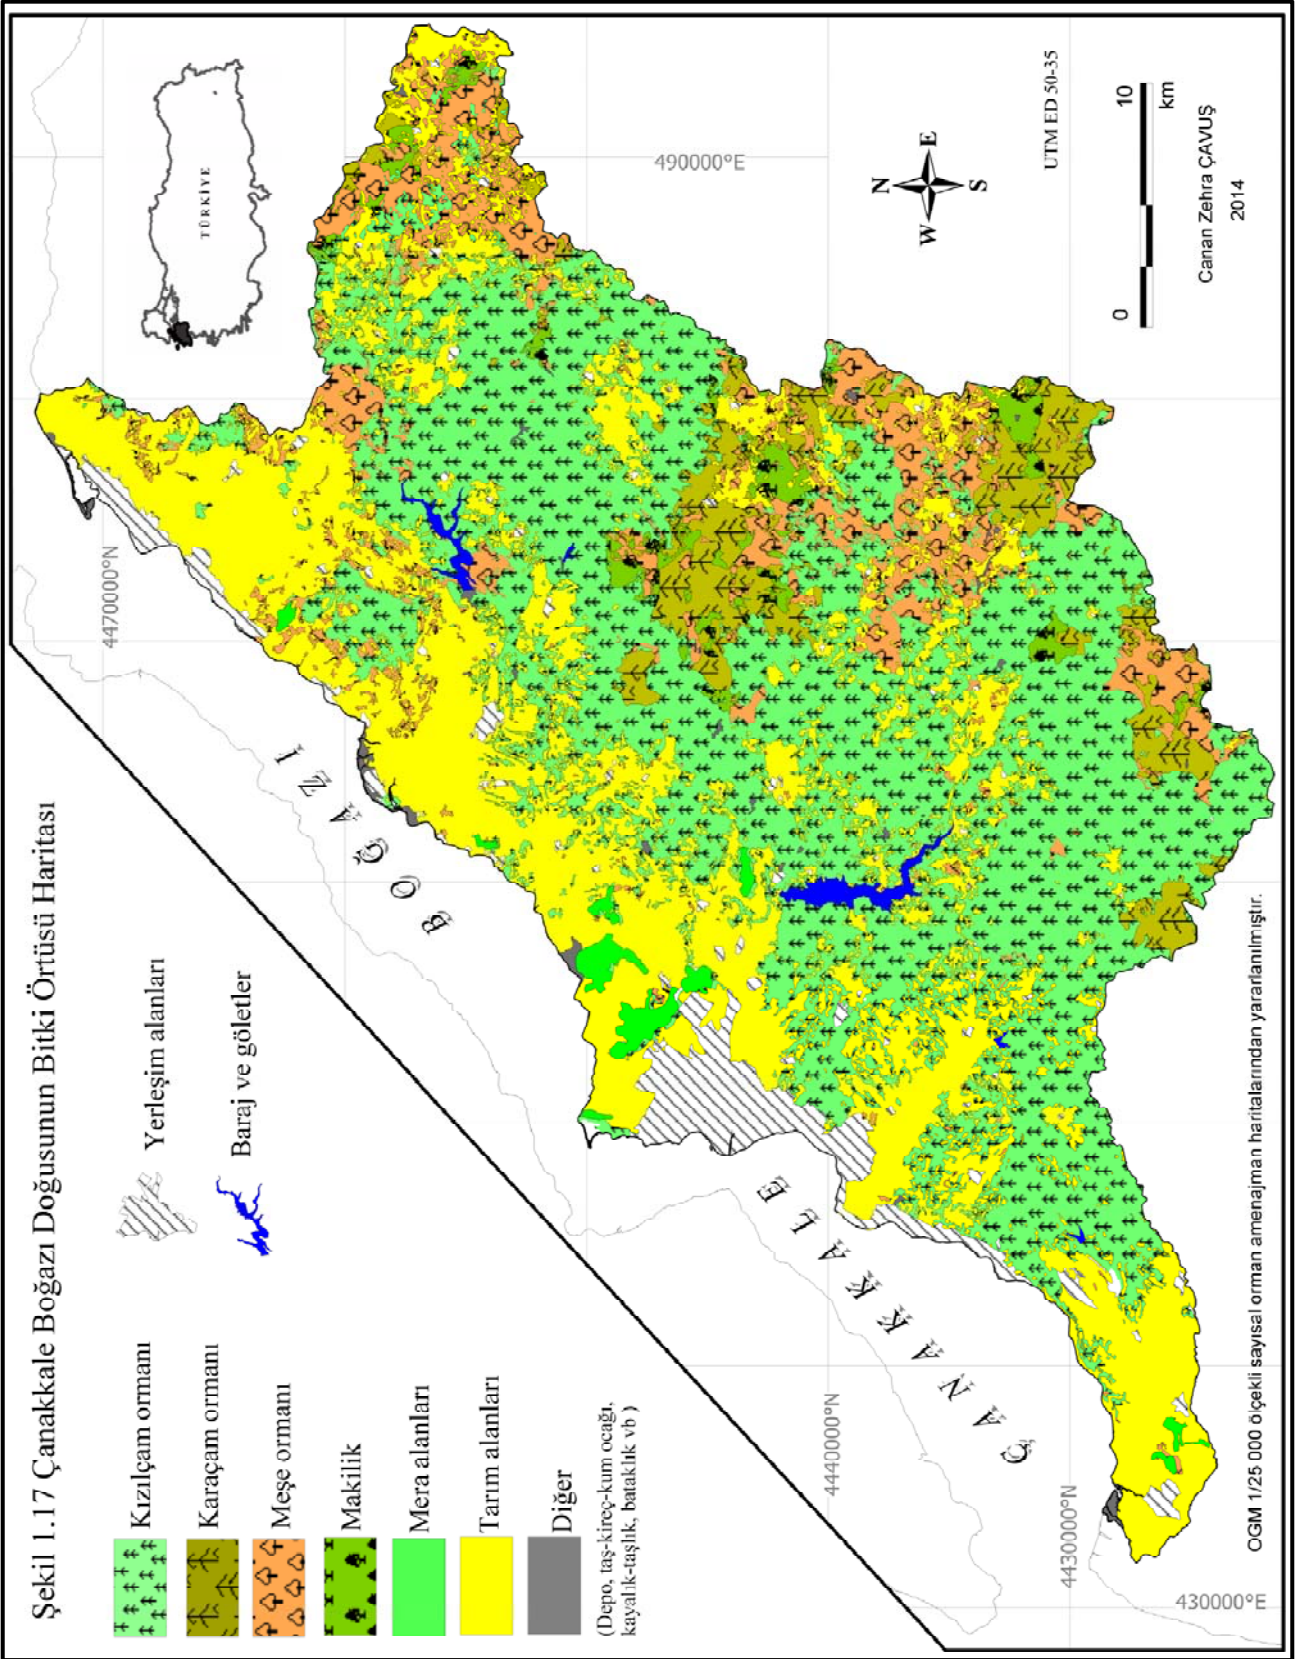 Şekil 1.17 Çanakkale Boğazı Doğusunun Bitki Örtüsü Haritası
Kızılçam ormanı
Karaçam ormanı
Meşe ormanı
Makilik
Mera alanları
Tarım alanları
Diğer
(Depo, taş-kireç-kum ocağı,
kayalık-taşlık, bataklık vb )
Yerleşim alanları
Baraj ve göletler
TÜRKİYE
ÇANAKKALE
BOĞAZI
4470000°N
4440000°N
4430000°N
430000°E
490000°E
N
W
E
S
UTM ED 50-35
0
10
km
Canan Zehra ÇAVUŞ
2014
OGM 1/25 000 ölçekli sayısal orman amenajman haritalarından yararlanılmıştır.